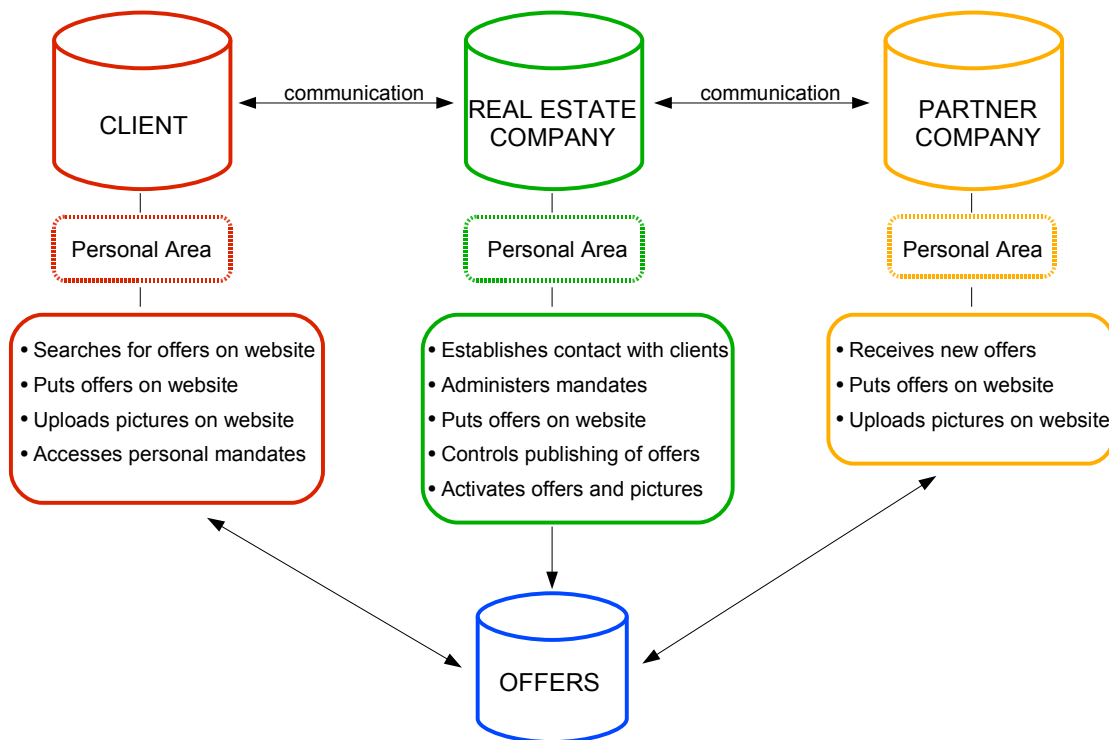 communication
communication
CLIENT
REAL ESTATE
COMPANY
PARTNER
COMPANY
Personal Area
Personal Area
Personal Area
• Searches for offers on website
• Puts offers on website
• Uploads pictures on website
• Accesses personal mandates
• Establishes contact with clients
• Administers mandates
• Puts offers on website
• Controls publishing of offers
• Activates offers and pictures
• Receives new offers
• Puts offers on website
• Uploads pictures on website
OFFERS